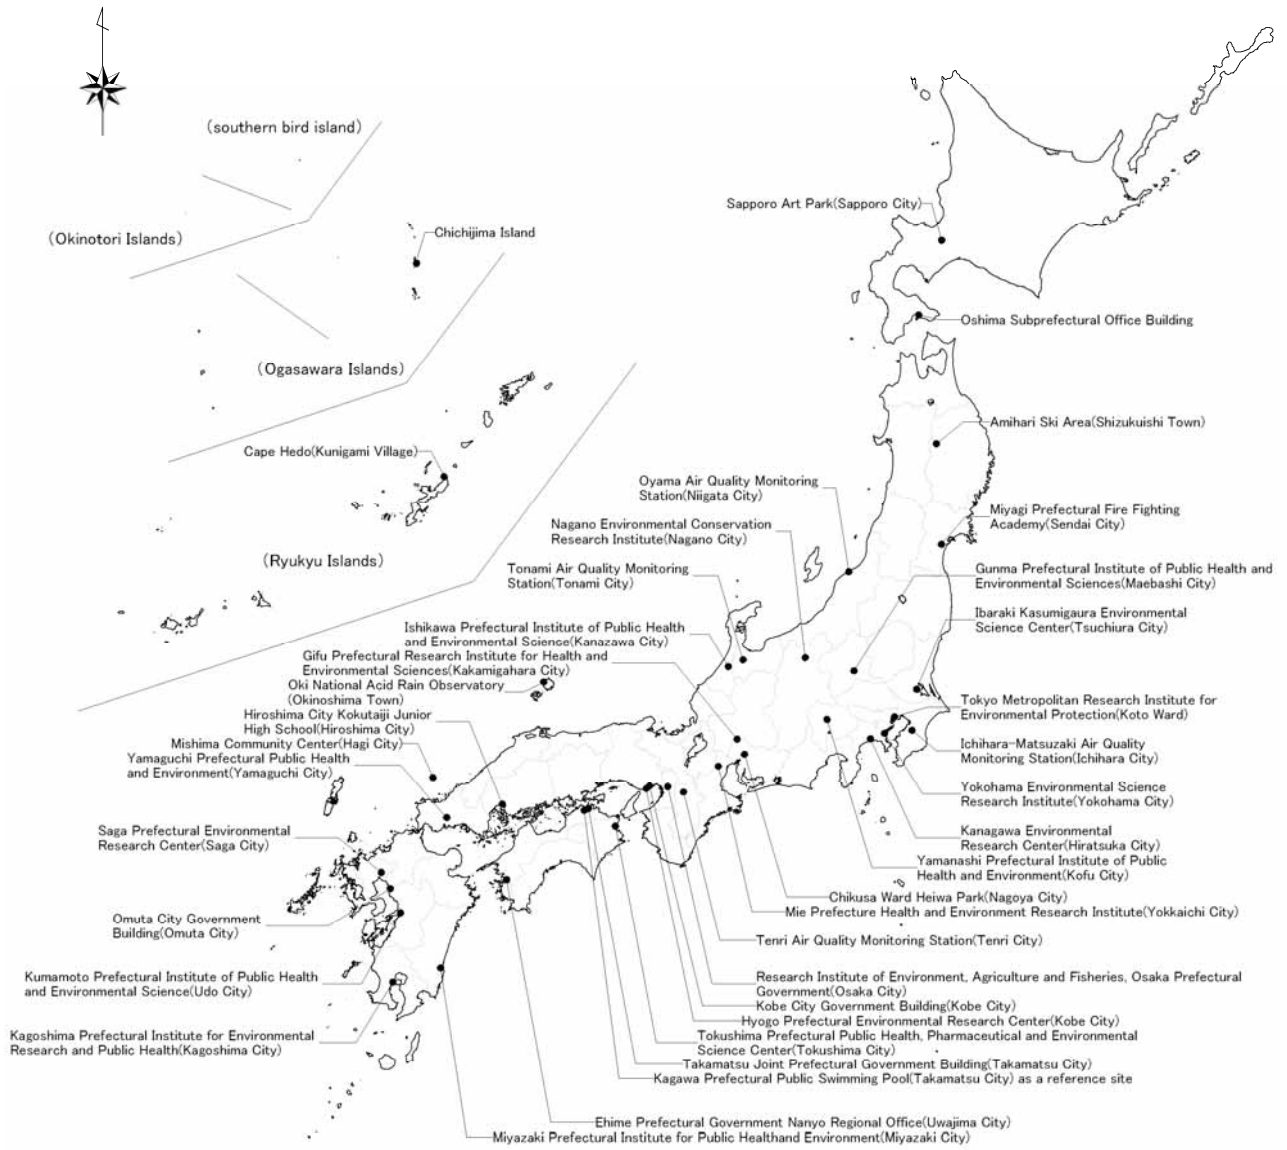 (southern bird island)
Sapporo Art Park(Sapporo City)
(Okinotori Islands)
Chichijima Island
Oshima Subprefectural Office Building
(Ogasawara Islands)
Amihari Ski Area(Shizukuishi Town)
Cape Hedo(Kunigami Village)
Oyama Air Quality Monitoring
Station(Niigata City)
Miyagi Prefectural Fire Fighting
Academy(Sendai City)
Nagano Environmental Conservation
Research Institute(Nagano City)
(Ryukyu Islands)
Tonami Air Quality Monitoring
Station(Tonami City)
Gunma Prefectural Institute of Public Health and
Environmental Sciences(Maebashi City)
Ibaraki Kasumigaura Environmental
Science Center(Tsuchiura City)
Ishikawa Prefectural Institute of Public Health
and Environmental Science(Kanazawa City)
Gifu Prefectural Research Institute for Health and
Environmental Sciences(Kakamigahara City)
Oki National Acid Rain Observatory
(Okinoshima Town)
Tokyo Metropolitan Research Institute for
Environmental Protection(Koto Ward)
Hiroshima City Kokutaiji Junior
High School(Hiroshima City)
Mishima Community Center(Hagi City)
Ichihara-Matsuzaki Air Quality
Monitoring Station(Ichihara City)
Yamaguchi Prefectural Public Health
and Environment(Yamaguchi City)
Yokohama Environmental Science
Research Institute(Yokohama City)
Saga Prefectural Environmental
Research Center(Saga City)
Kanagawa Environmental
Research Center(Hiratsuka City)
Yamanashi Prefectural Institute of Public
Health and Environment(Kofu City)
Chikusa Ward Heiwa Park(Nagoya City)
Mie Prefecture Health and Environment Research Institute(Yokkaichi City)
Omuta City Government
Building(Omuta City)
Tenri Air Quality Monitoring Station(Tenri City)
Kumamoto Prefectural Institute of Public Health
and Environmental Science(Udo City)
Research Institute of Environment, Agriculture and Fisheries, Osaka Prefectural
Government(Osaka City)
Kobe City Government Building(Kobe City)
Hyogo Prefectural Environmental Research Center(Kobe City)
Kagoshima Prefectural Institute for Environmental
Research and Public Health(Kagoshima City)
Tokushima Prefectural Public Health, Pharmaceutical and Environmental
Science Center(Tokushima City)
Takamatsu Joint Prefectural Government Building(Takamatsu City)
Kagawa Prefectural Public Swimming Pool(Takamatsu City) as a reference site
Ehime Prefectural Government Nanyo Regional Office(Uwajima City)
Miyazaki Prefectural Institute for Public Healthand Environment(Miyazaki City)